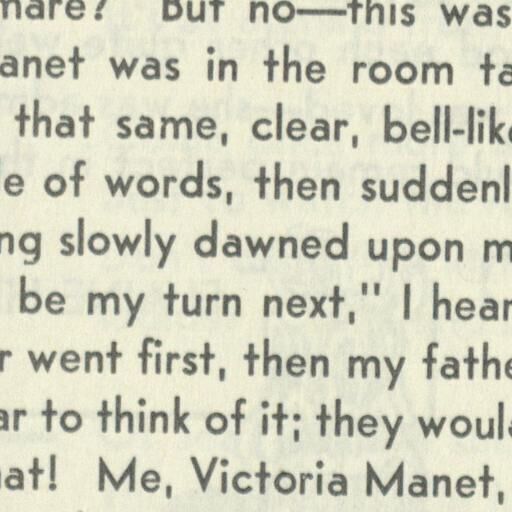 mare? But no—this was
anet was in the room ta
that same, clear, bell-like
e of words, then suddenl
ng slowly dawned upon m
be my turn next," I hear
r went first, then my fathe
ar to think of it; they would
hat! Me, Victoria Manet,